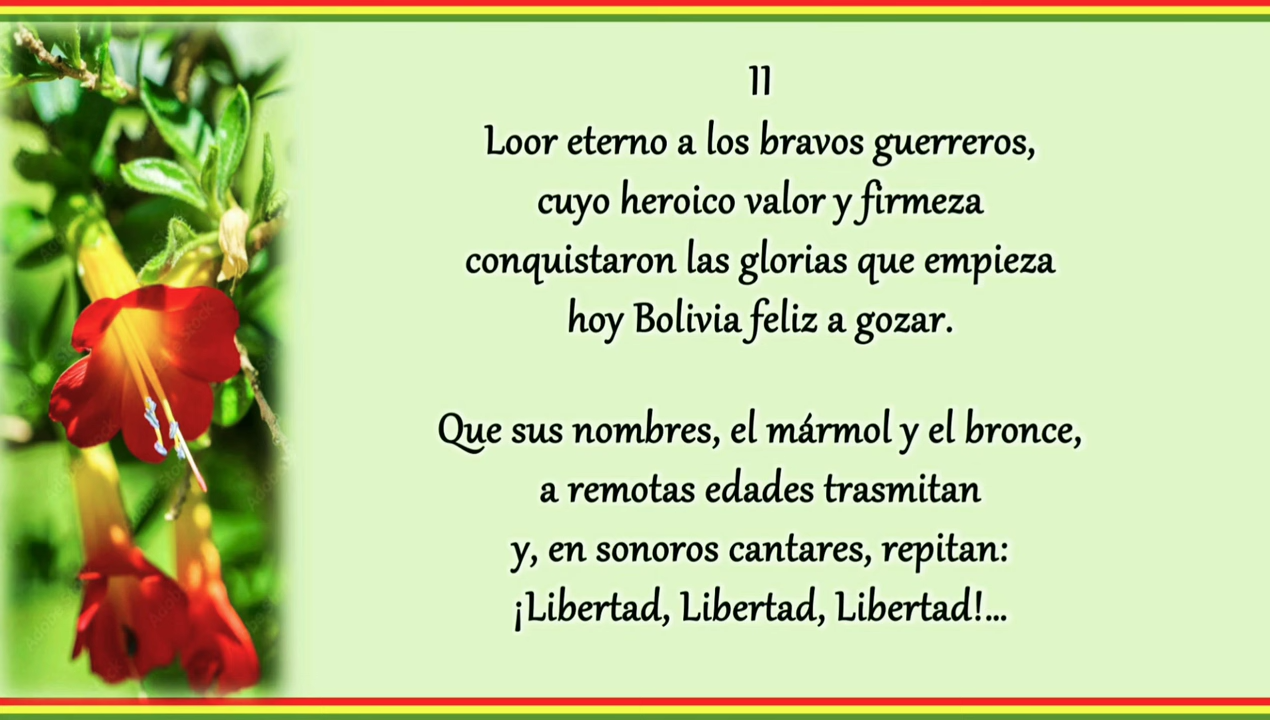 II
Loor eterno a los bravos guerreros,
cuyo heroico valor y firmeza
conquistaron las glorias que empieza
hoy Bolivia feliz a gozar.
Que sus nombres, el mármol y el bronce,
a remotas edades trasmitan
y, en sonoros cantares, repitan:
¡Libertad, Libertad, Libertad!...